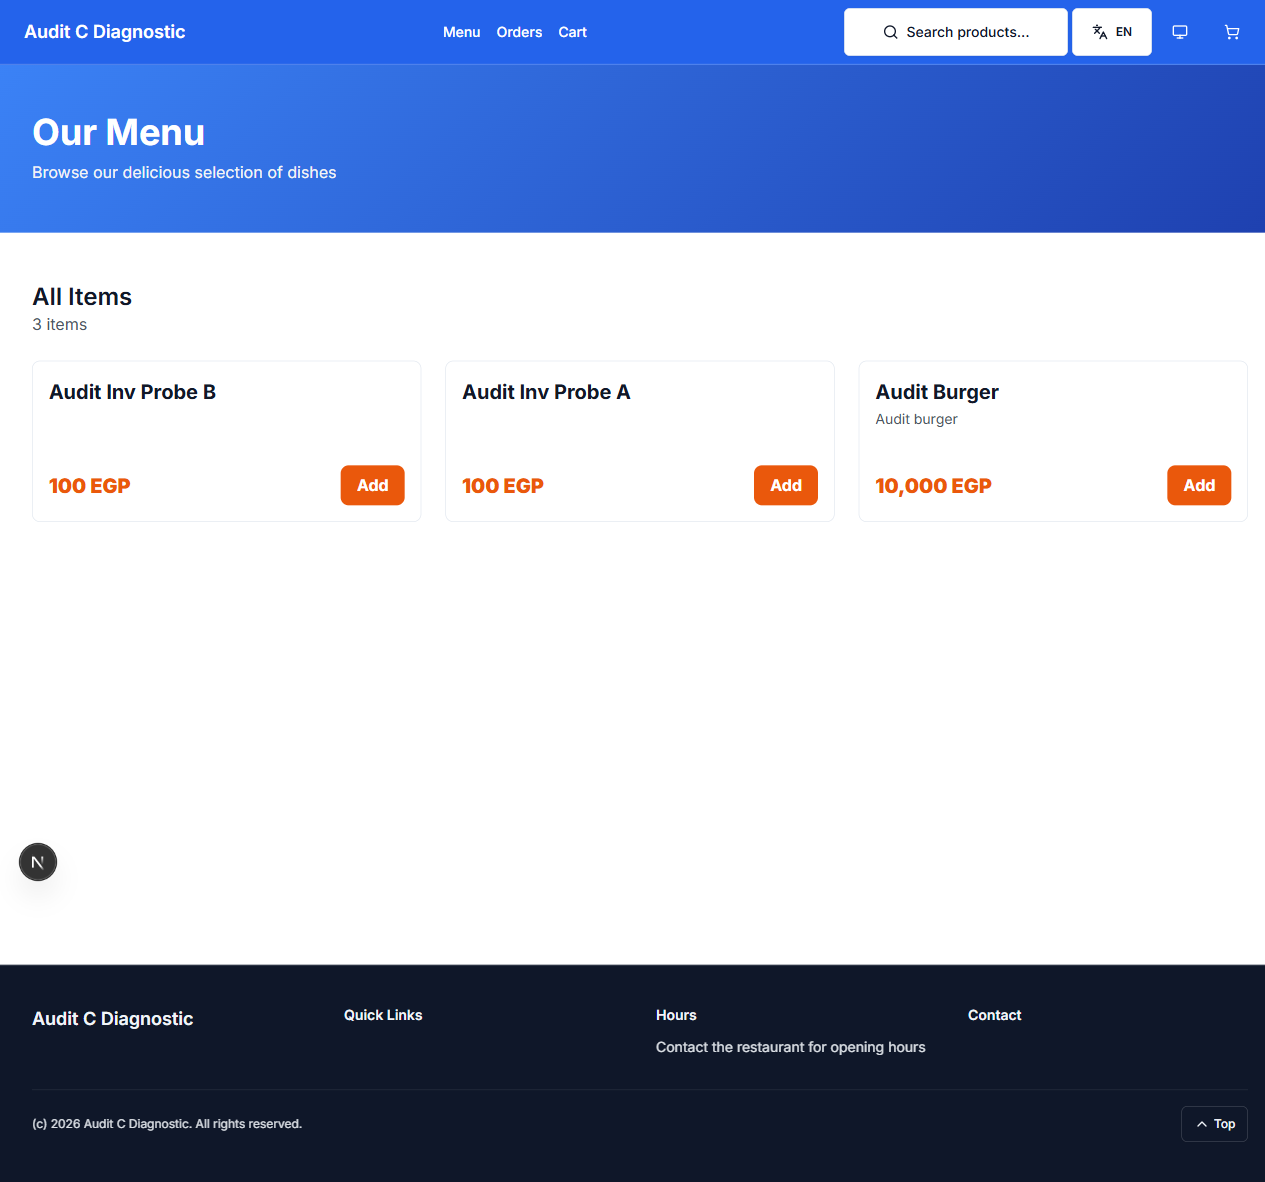 Audit C Diagnostic
Menu Orders Cart
Search products...
EN
Our Menu
Browse our delicious selection of dishes
All Items
3 items
Audit Inv Probe B
100 EGP
Add
Audit Inv Probe A
100 EGP
Add
Audit Burger
Audit burger
10,000 EGP
Add
N
Audit C Diagnostic
Quick Links
Hours
Contact the restaurant for opening hours
Contact
(c) 2026 Audit C Diagnostic. All rights reserved.
Top